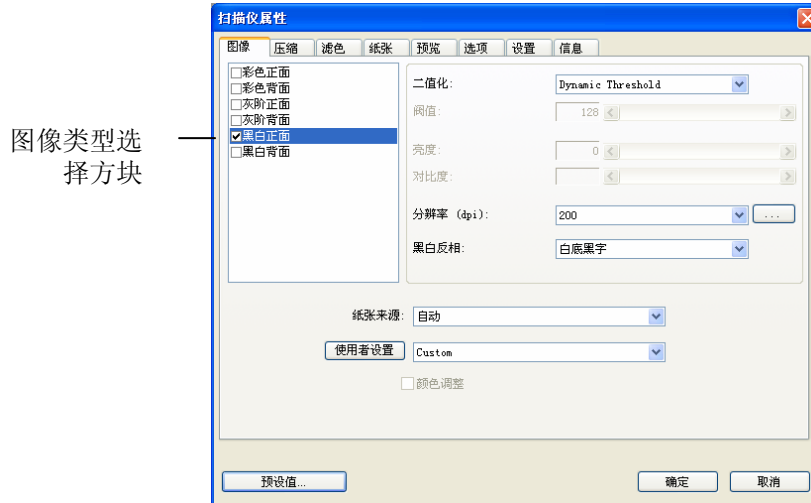 扫描仪属性
图像 压缩 滤色 纸张 预览 选项 设置 信息
彩色正面
彩色背面
灰阶正面
灰阶背面
黑白正面
黑白背面
图像类型选
择方块
二值化: Dynamic Threshold
阀值: 128
亮度: 0
对比度:
分辨率 (dpi): 200 ...
黑白反相: 白底黑字
纸张来源: 自动
使用者设置 Custom
颜色调整
预设值... 确定 取消